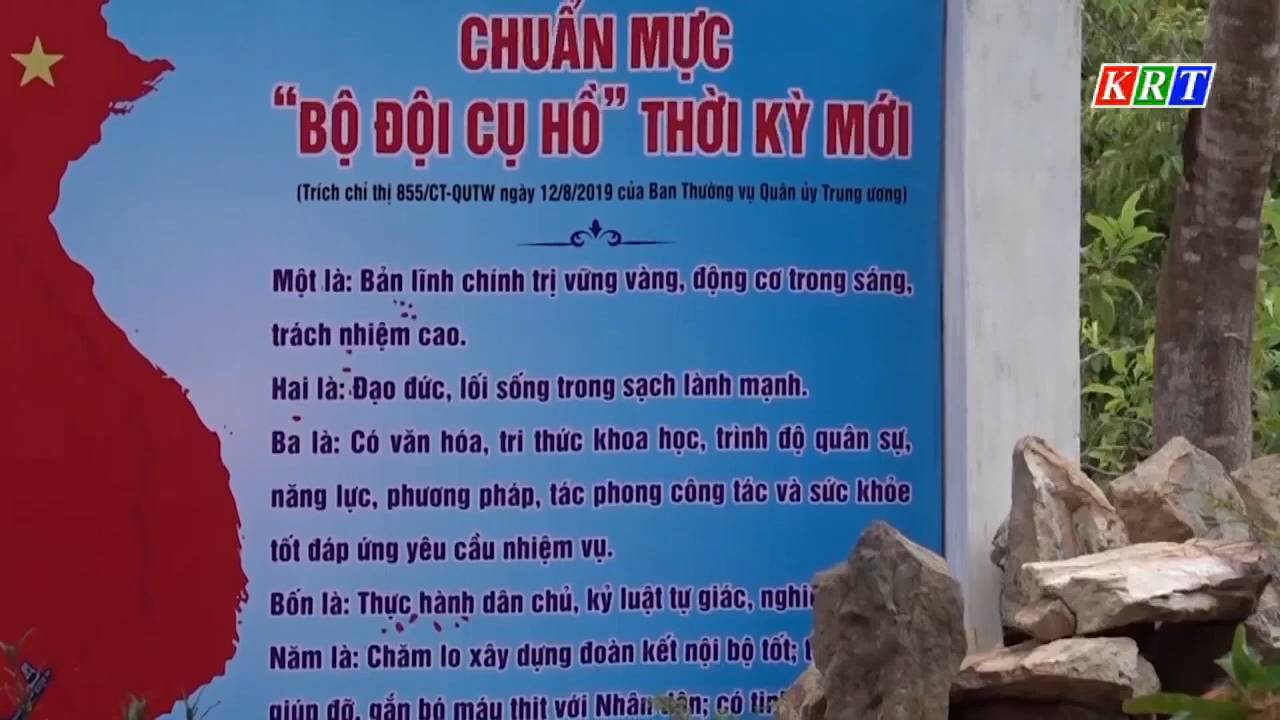 CHUẨN MỰC
“BỘ ĐỘI CỤ HỒ” THỜI KỲ MỚI
(Trích chỉ thị 855/CT-QUTW ngày 12/8/2019 của Ban Thường vụ Quân ủy Trung ương)
Một là: Bản lĩnh chính trị vững vàng, động cơ trong sáng,
trách nhiệm cao.
Hai là: Đạo đức, lối sống trong sạch lành mạnh.
Ba là: Có văn hóa, tri thức khoa học, trình độ quân sự,
năng lực, phương pháp, tác phong công tác và sức khỏe
tốt đáp ứng yêu cầu nhiệm vụ.
Bốn là: Thực hành dân chủ, kỷ luật tự giác,
Năm là: Chăm lo xây dựng đoàn kết nội bộ tốt;
giúp đỡ, gắn bó máu thịt với Nhân dân; có
KRT